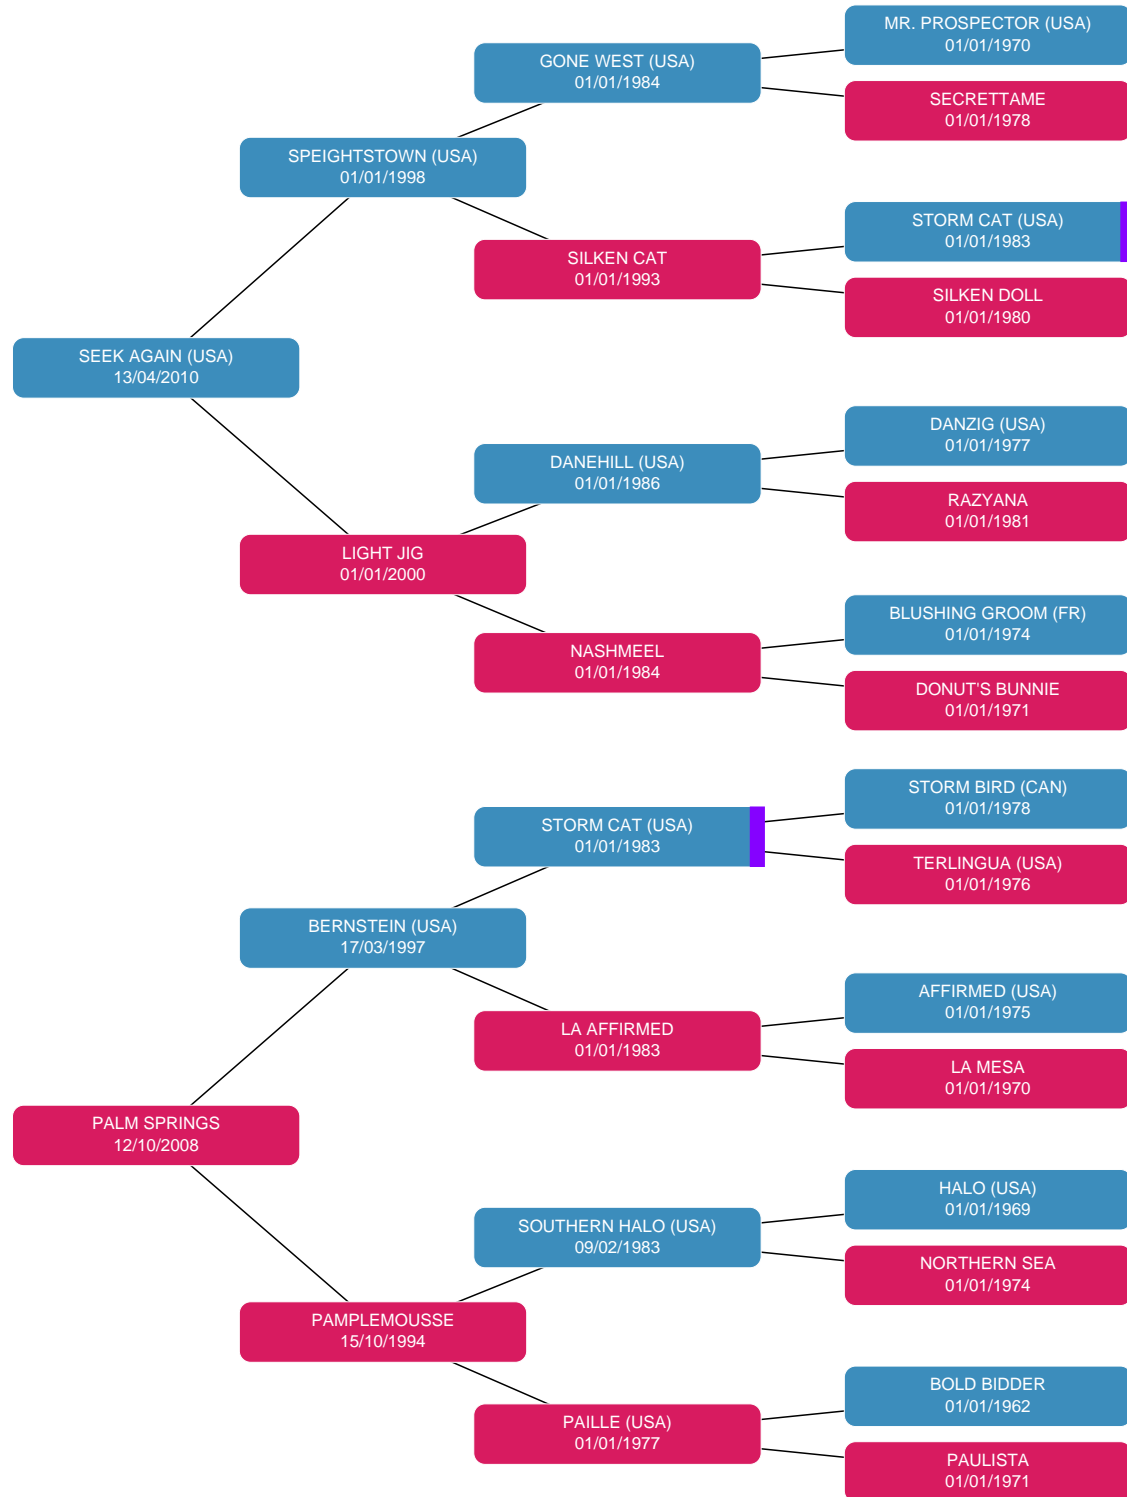 MR. PROSPECTOR (USA)
01/01/1970
GONE WEST (USA)
01/01/1984
SECRETTAME
01/01/1978
SPEIGHTSTOWN (USA)
01/01/1998
STORM CAT (USA)
01/01/1983
SILKEN CAT
01/01/1993
SILKEN DOLL
01/01/1980
SEEK AGAIN (USA)
13/04/2010
DANZIG (USA)
01/01/1977
DANEHILL (USA)
01/01/1986
RAZYANA
01/01/1981
LIGHT JIG
01/01/2000
BLUSHING GROOM (FR)
01/01/1974
NASHMEEL
01/01/1984
DONUT'S BUNNIE
01/01/1971
STORM BIRD (CAN)
01/01/1978
STORM CAT (USA)
01/01/1983
TERLINGUA (USA)
01/01/1976
BERNSTEIN (USA)
17/03/1997
AFFIRMED (USA)
01/01/1975
LA AFFIRMED
01/01/1983
LA MESA
01/01/1970
PALM SPRINGS
12/10/2008
HALO (USA)
01/01/1969
SOUTHERN HALO (USA)
09/02/1983
NORTHERN SEA
01/01/1974
PAMPLEMOUSSE
15/10/1994
BOLD BIDDER
01/01/1962
PAILLE (USA)
01/01/1977
PAULISTA
01/01/1971